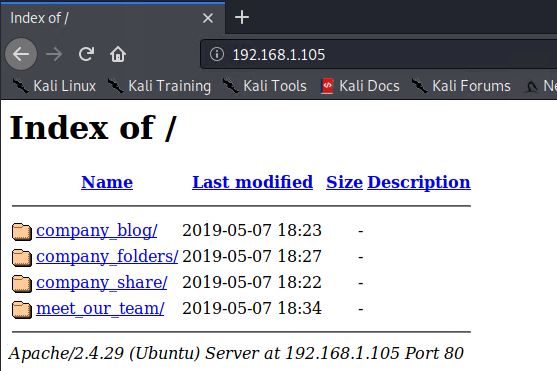 Index of /
192.168.1.105
Kali Linux Kali Training Kali Tools Kali Docs Kali Forums
Index of /
Name Last modified Size Description
company_blog/ 2019-05-07 18:23 -
company_folders/ 2019-05-07 18:27 -
company_share/ 2019-05-07 18:22 -
meet_our_team/ 2019-05-07 18:34 -
Apache/2.4.29 (Ubuntu) Server at 192.168.1.105 Port 80